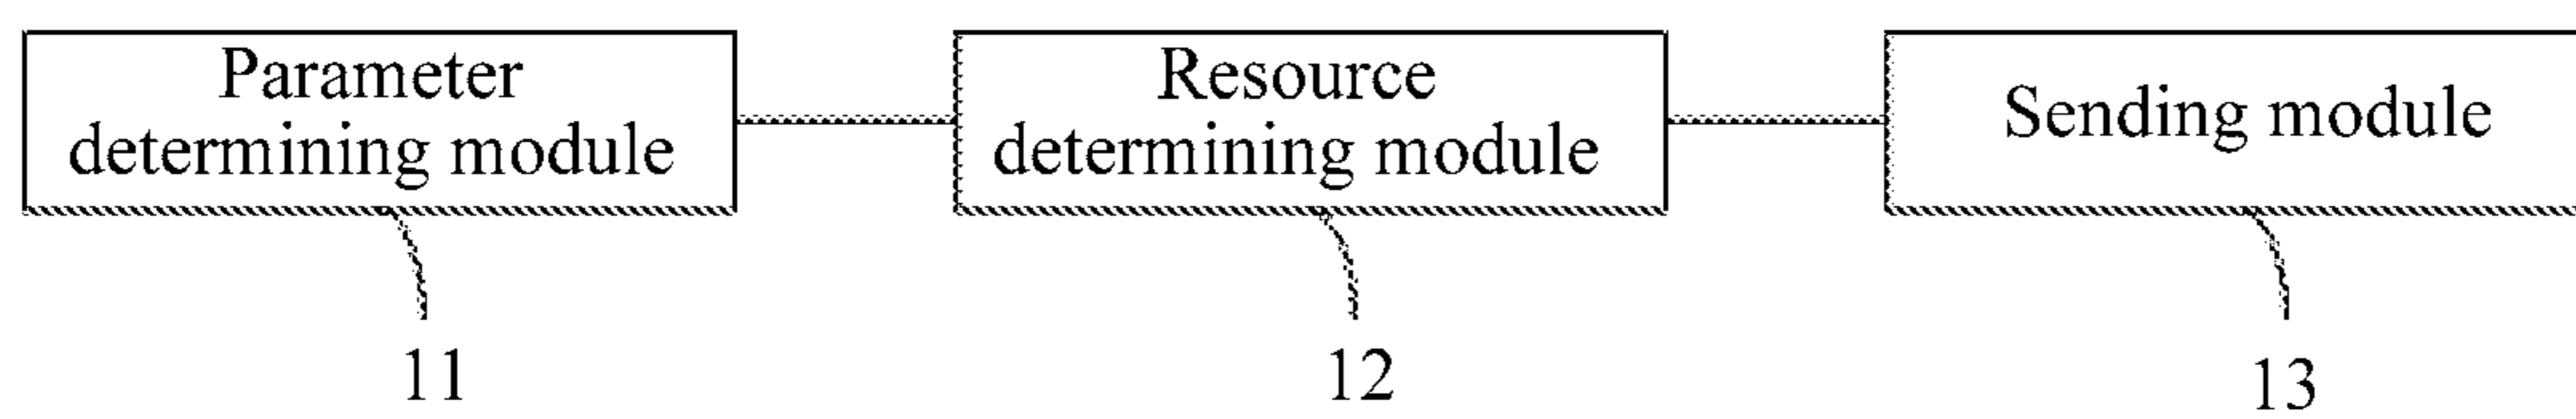 Parameter
determining module
Resource
determining module
Sending module
11
12
13